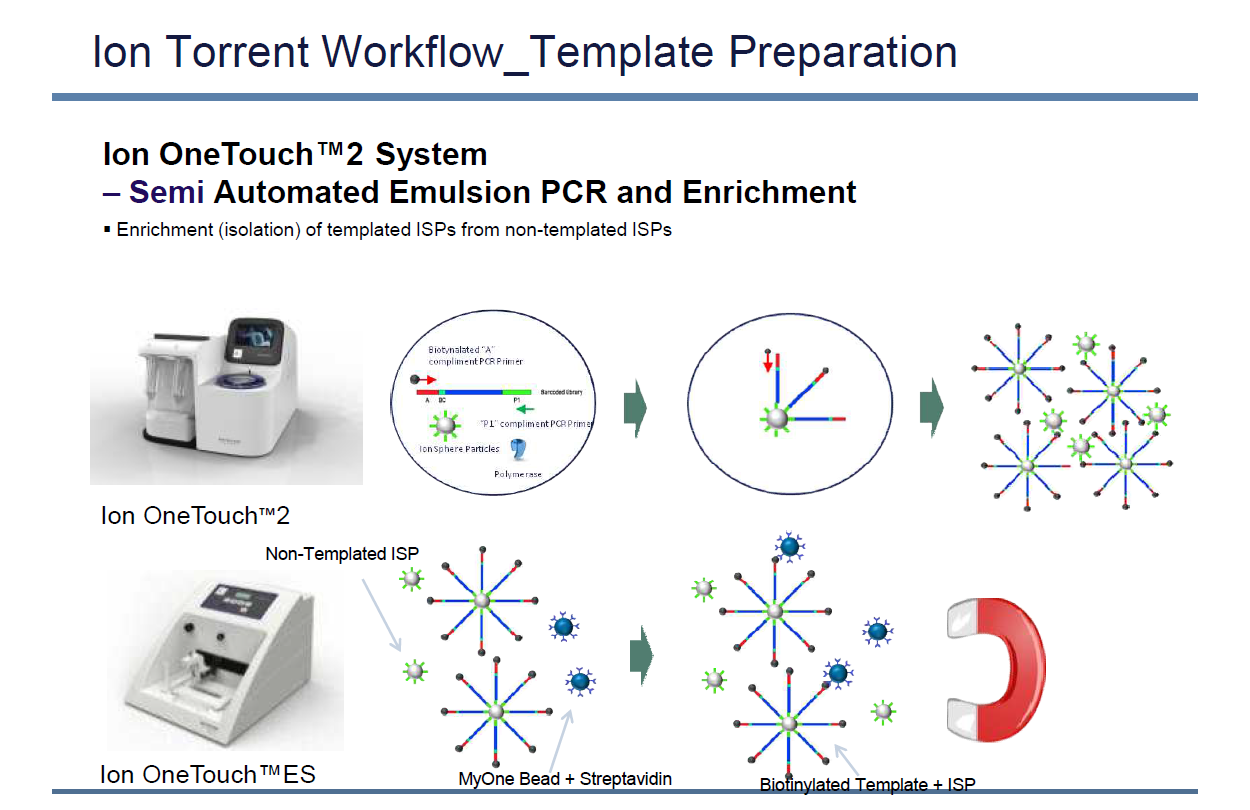 Ion Torrent Workflow_Template Preparation
Ion OneTouch™2 System
– Semi Automated Emulsion PCR and Enrichment
▪ Enrichment (isolation) of templated ISPs from non-templated ISPs
Biotynalated "A"
compliment PCR Primer
Barcoded library
A BC P1
"P1" compliment PCR Primer
Ion Sphere Particles
Polymerase
Ion OneTouch™2
Non-Templated ISP
Ion OneTouch™ES
MyOne Bead + Streptavidin
Biotinylated Template + ISP